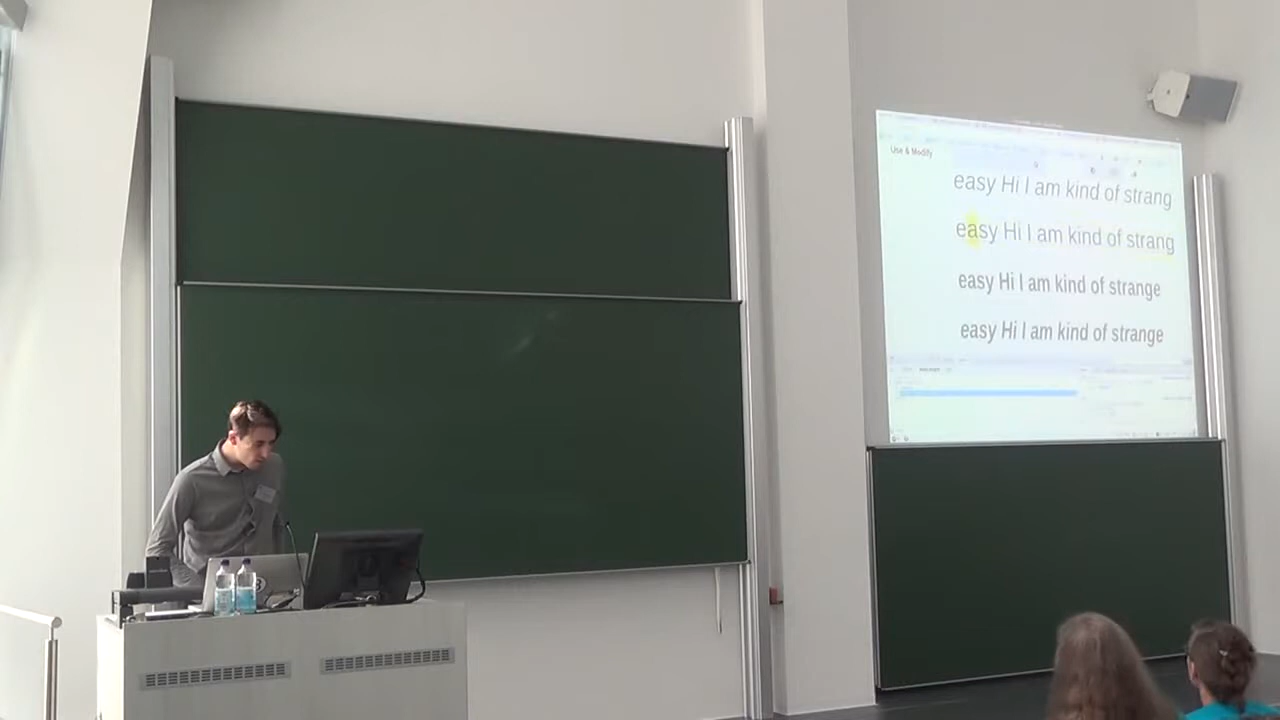 Use & Modify
easy Hi I am kind of strang
easy Hi I am kind of strang
easy Hi I am kind of strange
easy Hi I am kind of strange